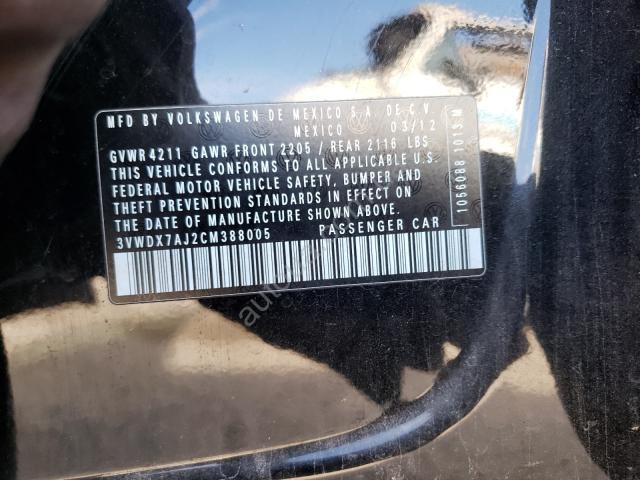 MFD BY VOLKSWAGEN DE MEXICO S.A. DE C.V.
MEXICO 03/12
GVWR 4211 GAWR FRONT 2205 / REAR 2116 LBS
THIS VEHICLE CONFORMS TO ALL APPLICABLE U.S.
FEDERAL MOTOR VEHICLE SAFETY, BUMPER AND
THEFT PREVENTION STANDARDS IN EFFECT ON
THE DATE OF MANUFACTURE SHOWN ABOVE.
3VWDX7AJ2CM388005 PASSENGER CAR
1056088 1013 M